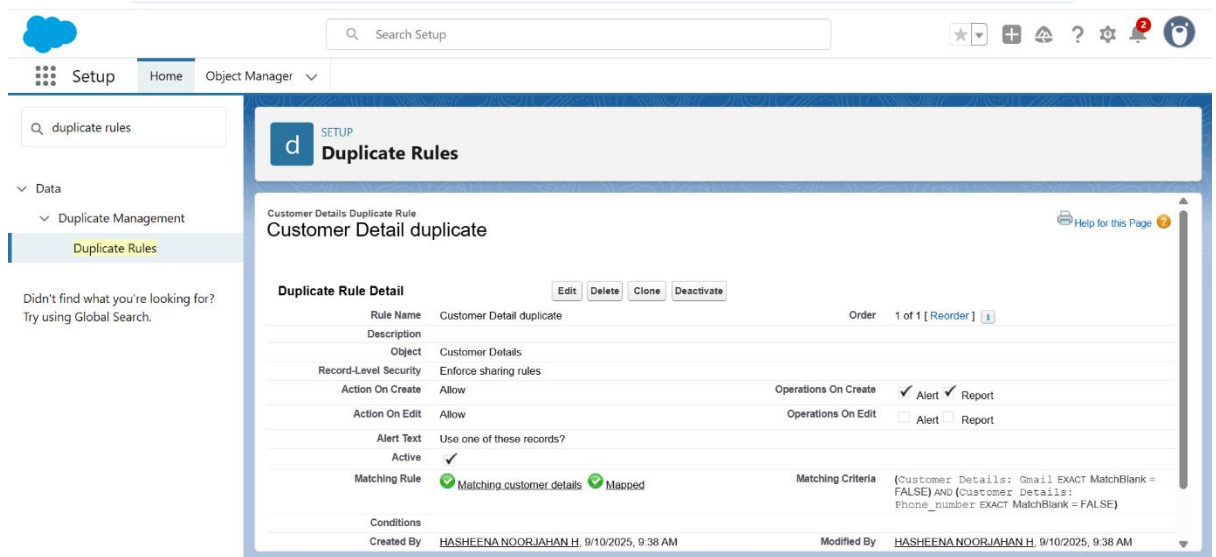 Search Setup
2
Setup
Home
Object Manager
duplicate rules
Data
Duplicate Management
Duplicate Rules
Didn't find what you're looking for?
Try using Global Search.
d
SETUP
Duplicate Rules
Customer Details Duplicate Rule
Customer Detail duplicate
Help for this Page
Duplicate Rule Detail
Edit Delete Clone Deactivate
Rule Name Customer Detail duplicate Order 1 of 1 [ Reorder ] i
Description
Object Customer Details
Record-Level Security Enforce sharing rules
Action On Create Allow Operations On Create Alert Report
Action On Edit Allow Operations On Edit Alert Report
Alert Text Use one of these records?
Active
Matching Rule Matching customer details Mapped Matching Criteria (Customer Details: Gmail EXACT MatchBlank =
FALSE) AND (Customer Details:
Phone_number EXACT MatchBlank = FALSE)
Conditions
Created By HASHEENA NOORJAHAN H, 9/10/2025, 9:38 AM Modified By HASHEENA NOORJAHAN H, 9/10/2025, 9:38 AM